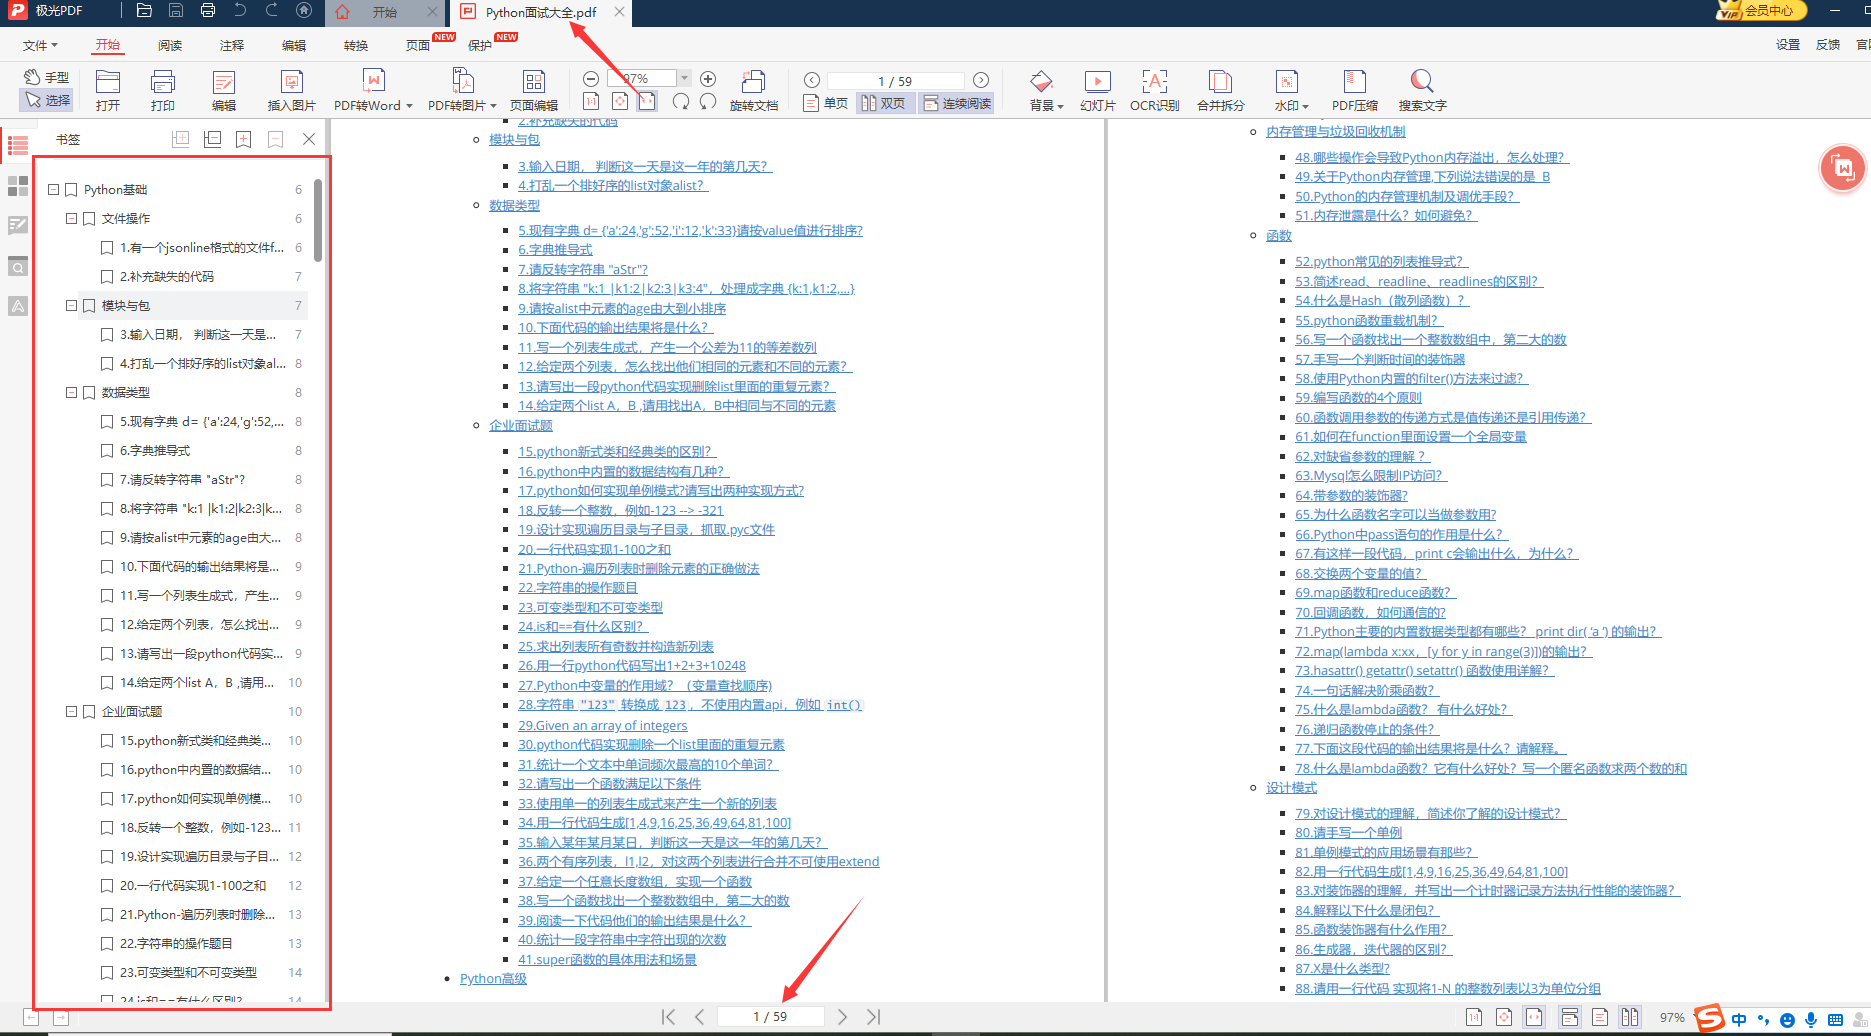 极光PDF
开始
Python面试大全.pdf
会员中心
文件
开始
阅读
注释
编辑
转换
页面
NEW
保护
NEW
设置
反馈
手型
选择
打开
打印
编辑
插入图片
PDF转Word
PDF转图片
页面编辑
97%
旋转文档
1 / 59
单页
双页
连续阅读
背景
幻灯片
OCR识别
合并拆分
水印
PDF压缩
搜索文字
书签
Python基础 6
文件操作 6
1.有一个jsonline格式的文件f... 6
2.补充缺失的代码 7
模块与包 7
3.输入日期， 判断这一天是... 7
4.打乱一个排好序的list对象al... 8
数据类型 8
5.现有字典 d= {'a':24,'g':52,... 8
6.字典推导式 8
7.请反转字符串 "aStr"? 8
8.将字符串 "k:1 |k1:2|k2:3|k... 8
9.请按alist中元素的age由大... 8
10.下面代码的输出结果将是... 9
11.写一个列表生成式，产生... 9
12.给定两个列表，怎么找出... 9
13.请写出一段python代码实... 9
14.给定两个list A，B ,请用... 10
企业面试题 10
15.python新式类和经典类... 10
16.python中内置的数据结... 10
17.python如何实现单例模... 10
18.反转一个整数，例如-123... 11
19.设计实现遍历目录与子目... 12
20.一行代码实现1-100之和 12
21.Python-遍历列表时删除... 13
22.字符串的操作题目 13
23.可变类型和不可变类型 14
24.is和==有什么区别? 14
2.补充缺失的代码
模块与包
3.输入日期， 判断这一天是这一年的第几天？
4.打乱一个排好序的list对象alist？
数据类型
5.现有字典 d= {'a':24,'g':52,'i':12,'k':33}请按value值进行排序?
6.字典推导式
7.请反转字符串 "aStr"?
8.将字符串 "k:1 |k1:2|k2:3|k3:4"，处理成字典 {k:1,k1:2,...}
9.请按alist中元素的age由大到小排序
10.下面代码的输出结果将是什么？
11.写一个列表生成式，产生一个公差为11的等差数列
12.给定两个列表，怎么找出他们相同的元素和不同的元素？
13.请写出一段python代码实现删除list里面的重复元素？
14.给定两个list A，B ,请用找出A，B中相同与不同的元素
企业面试题
15.python新式类和经典类的区别？
16.python中内置的数据结构有几种？
17.python如何实现单例模式?请写出两种实现方式?
18.反转一个整数，例如-123 --> -321
19.设计实现遍历目录与子目录，抓取.pyc文件
20.一行代码实现1-100之和
21.Python-遍历列表时删除元素的正确做法
22.字符串的操作题目
23.可变类型和不可变类型
24.is和==有什么区别？
25.求出列表所有奇数并构造新列表
26.用一行python代码写出1+2+3+10248
27.Python中变量的作用域？（变量查找顺序)
28.字符串 "123" 转换成 123，不使用内置api，例如 int()
29.Given an array of integers
30.python代码实现删除一个list里面的重复元素
31.统计一个文本中单词频次最高的10个单词？
32.请写出一个函数满足以下条件
33.使用单一的列表生成式来产生一个新的列表
34.用一行代码生成[1,4,9,16,25,36,49,64,81,100]
35.输入某年某月某日，判断这一天是这一年的第几天？
36.两个有序列表，l1,l2，对这两个列表进行合并不可使用extend
37.给定一个任意长度数组，实现一个函数
38.写一个函数找出一个整数数组中，第二大的数
39.阅读一下代码他们的输出结果是什么？
40.统计一段字符串中字符出现的次数
41.super函数的具体用法和场景
Python高级
内存管理与垃圾回收机制
48.哪些操作会导致Python内存溢出，怎么处理？
49.关于Python内存管理,下列说法错误的是 B
50.Python的内存管理机制及调优手段？
51.内存泄露是什么？如何避免？
函数
52.python常见的列表推导式？
53.简述read、readline、readlines的区别？
54.什么是Hash（散列函数）？
55.python函数重载机制？
56.写一个函数找出一个整数数组中，第二大的数
57.手写一个判断时间的装饰器
58.使用Python内置的filter()方法来过滤？
59.编写函数的4个原则
60.函数调用参数的传递方式是值传递还是引用传递？
61.如何在function里面设置一个全局变量
62.对缺省参数的理解 ？
63.Mysql怎么限制IP访问？
64.带参数的装饰器?
65.为什么函数名字可以当做参数用?
66.Python中pass语句的作用是什么？
67.有这样一段代码，print c会输出什么，为什么？
68.交换两个变量的值？
69.map函数和reduce函数？
70.回调函数，如何通信的?
71.Python主要的内置数据类型都有哪些？ print dir( 'a ') 的输出？
72.map(lambda x:xx，[y for y in range(3)])的输出？
73.hasattr() getattr() setattr() 函数使用详解？
74.一句话解决阶乘函数？
75.什么是lambda函数？ 有什么好处？
76.递归函数停止的条件？
77.下面这段代码的输出结果将是什么？请解释。
78.什么是lambda函数？它有什么好处？写一个匿名函数求两个数的和
设计模式
79.对设计模式的理解，简述你了解的设计模式？
80.请手写一个单例
81.单例模式的应用场景有那些？
82.用一行代码生成[1,4,9,16,25,36,49,64,81,100]
83.对装饰器的理解，并写出一个计时器记录方法执行性能的装饰器？
84.解释以下什么是闭包？
85.函数装饰器有什么作用？
86.生成器，迭代器的区别？
87.X是什么类型?
88.请用一行代码 实现将1-N 的整数列表以3为单位分组
1 / 59
97%
中